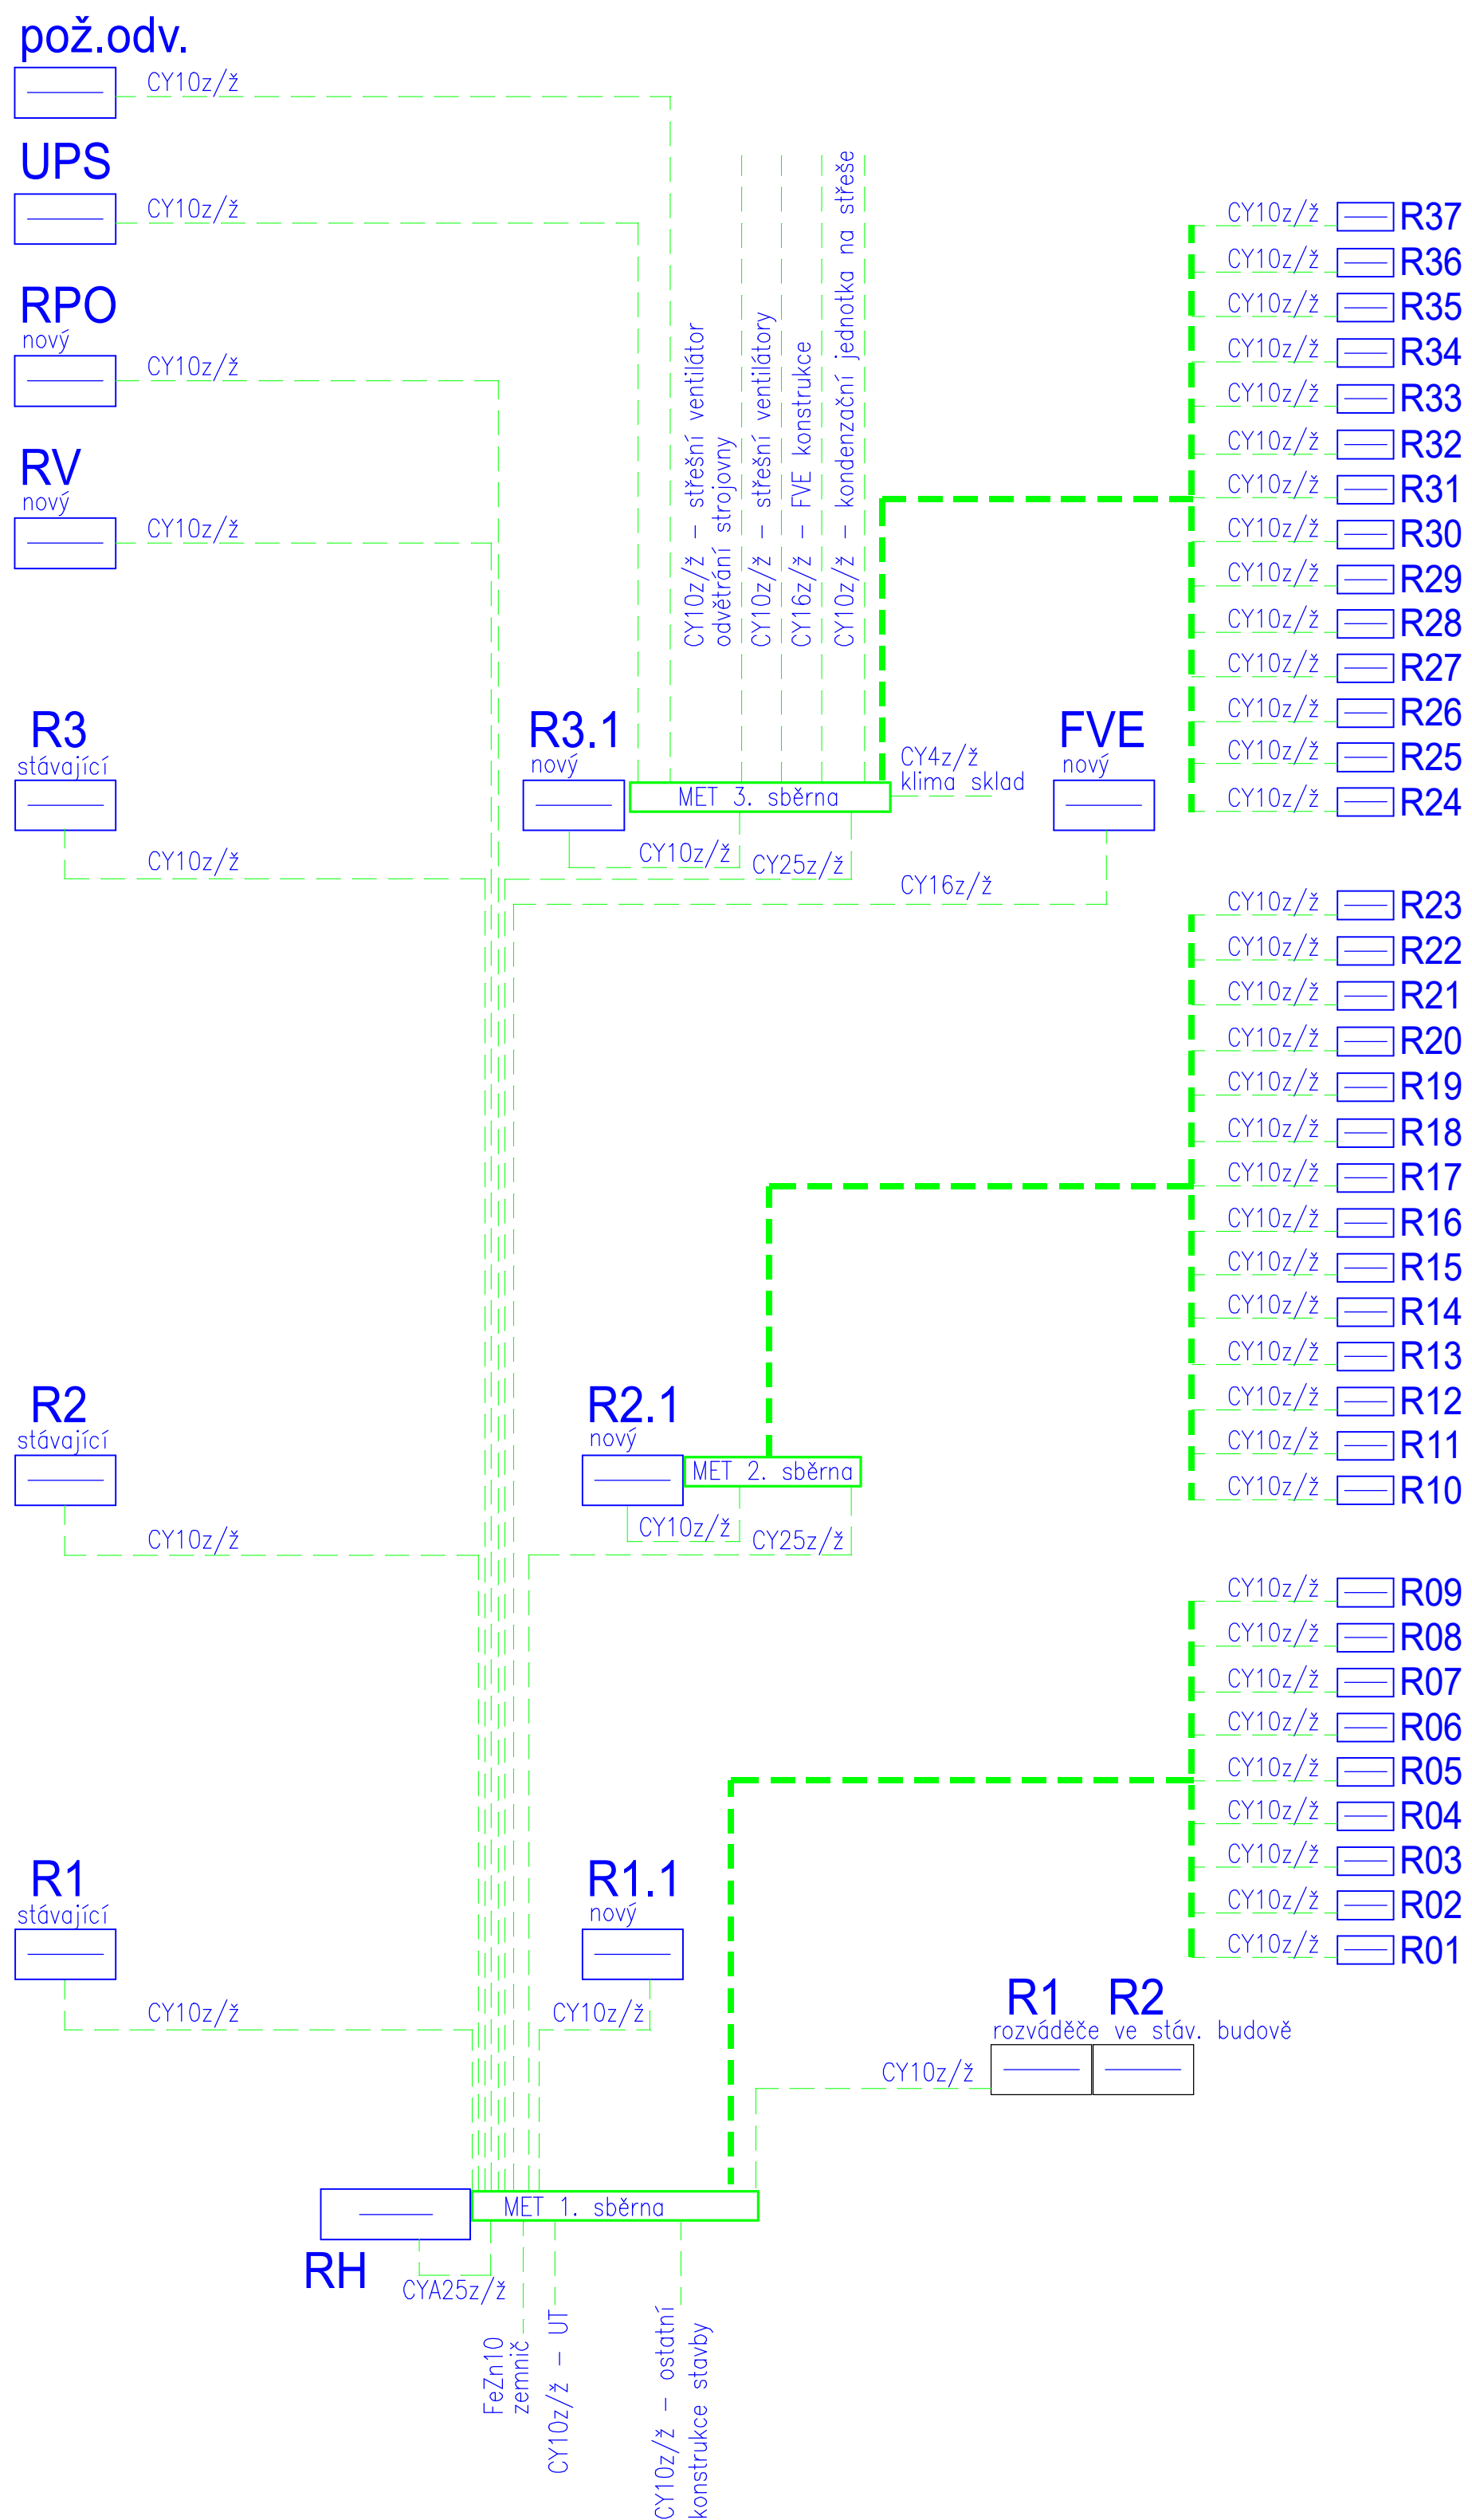 pož.odv.
CY10z/ž
UPS
CY10z/ž
RPO
nový
CY10z/ž
RV
nový
CY10z/ž
CY10z/ž – střešní ventilátor
odvětrání strojovny
CY10z/ž – střešní ventilátory
CY16z/ž – FVE konstrukce
CY10z/ž – kondenzační jednotka na střeše
R3
stávající
CY10z/ž
R3.1
nový
MET 3. sběrna
CY4z/ž
klima sklad
FVE
nový
CY10z/ž
CY25z/ž
CY16z/ž
CY10z/ž R37
CY10z/ž R36
CY10z/ž R35
CY10z/ž R34
CY10z/ž R33
CY10z/ž R32
CY10z/ž R31
CY10z/ž R30
CY10z/ž R29
CY10z/ž R28
CY10z/ž R27
CY10z/ž R26
CY10z/ž R25
CY10z/ž R24
CY10z/ž R23
CY10z/ž R22
CY10z/ž R21
CY10z/ž R20
CY10z/ž R19
CY10z/ž R18
CY10z/ž R17
CY10z/ž R16
CY10z/ž R15
CY10z/ž R14
CY10z/ž R13
CY10z/ž R12
CY10z/ž R11
CY10z/ž R10
R2
stávající
CY10z/ž
R2.1
nový
MET 2. sběrna
CY10z/ž
CY25z/ž
CY10z/ž R09
CY10z/ž R08
CY10z/ž R07
CY10z/ž R06
CY10z/ž R05
CY10z/ž R04
CY10z/ž R03
CY10z/ž R02
CY10z/ž R01
R1
stávající
CY10z/ž
R1.1
nový
CY10z/ž
R1 R2
rozváděče ve stáv. budově
CY10z/ž
MET 1. sběrna
RH
CYA25z/ž
FeZn10
zemnič
CY10z/ž – UT
CY10z/ž – ostatní
konstrukce stavby